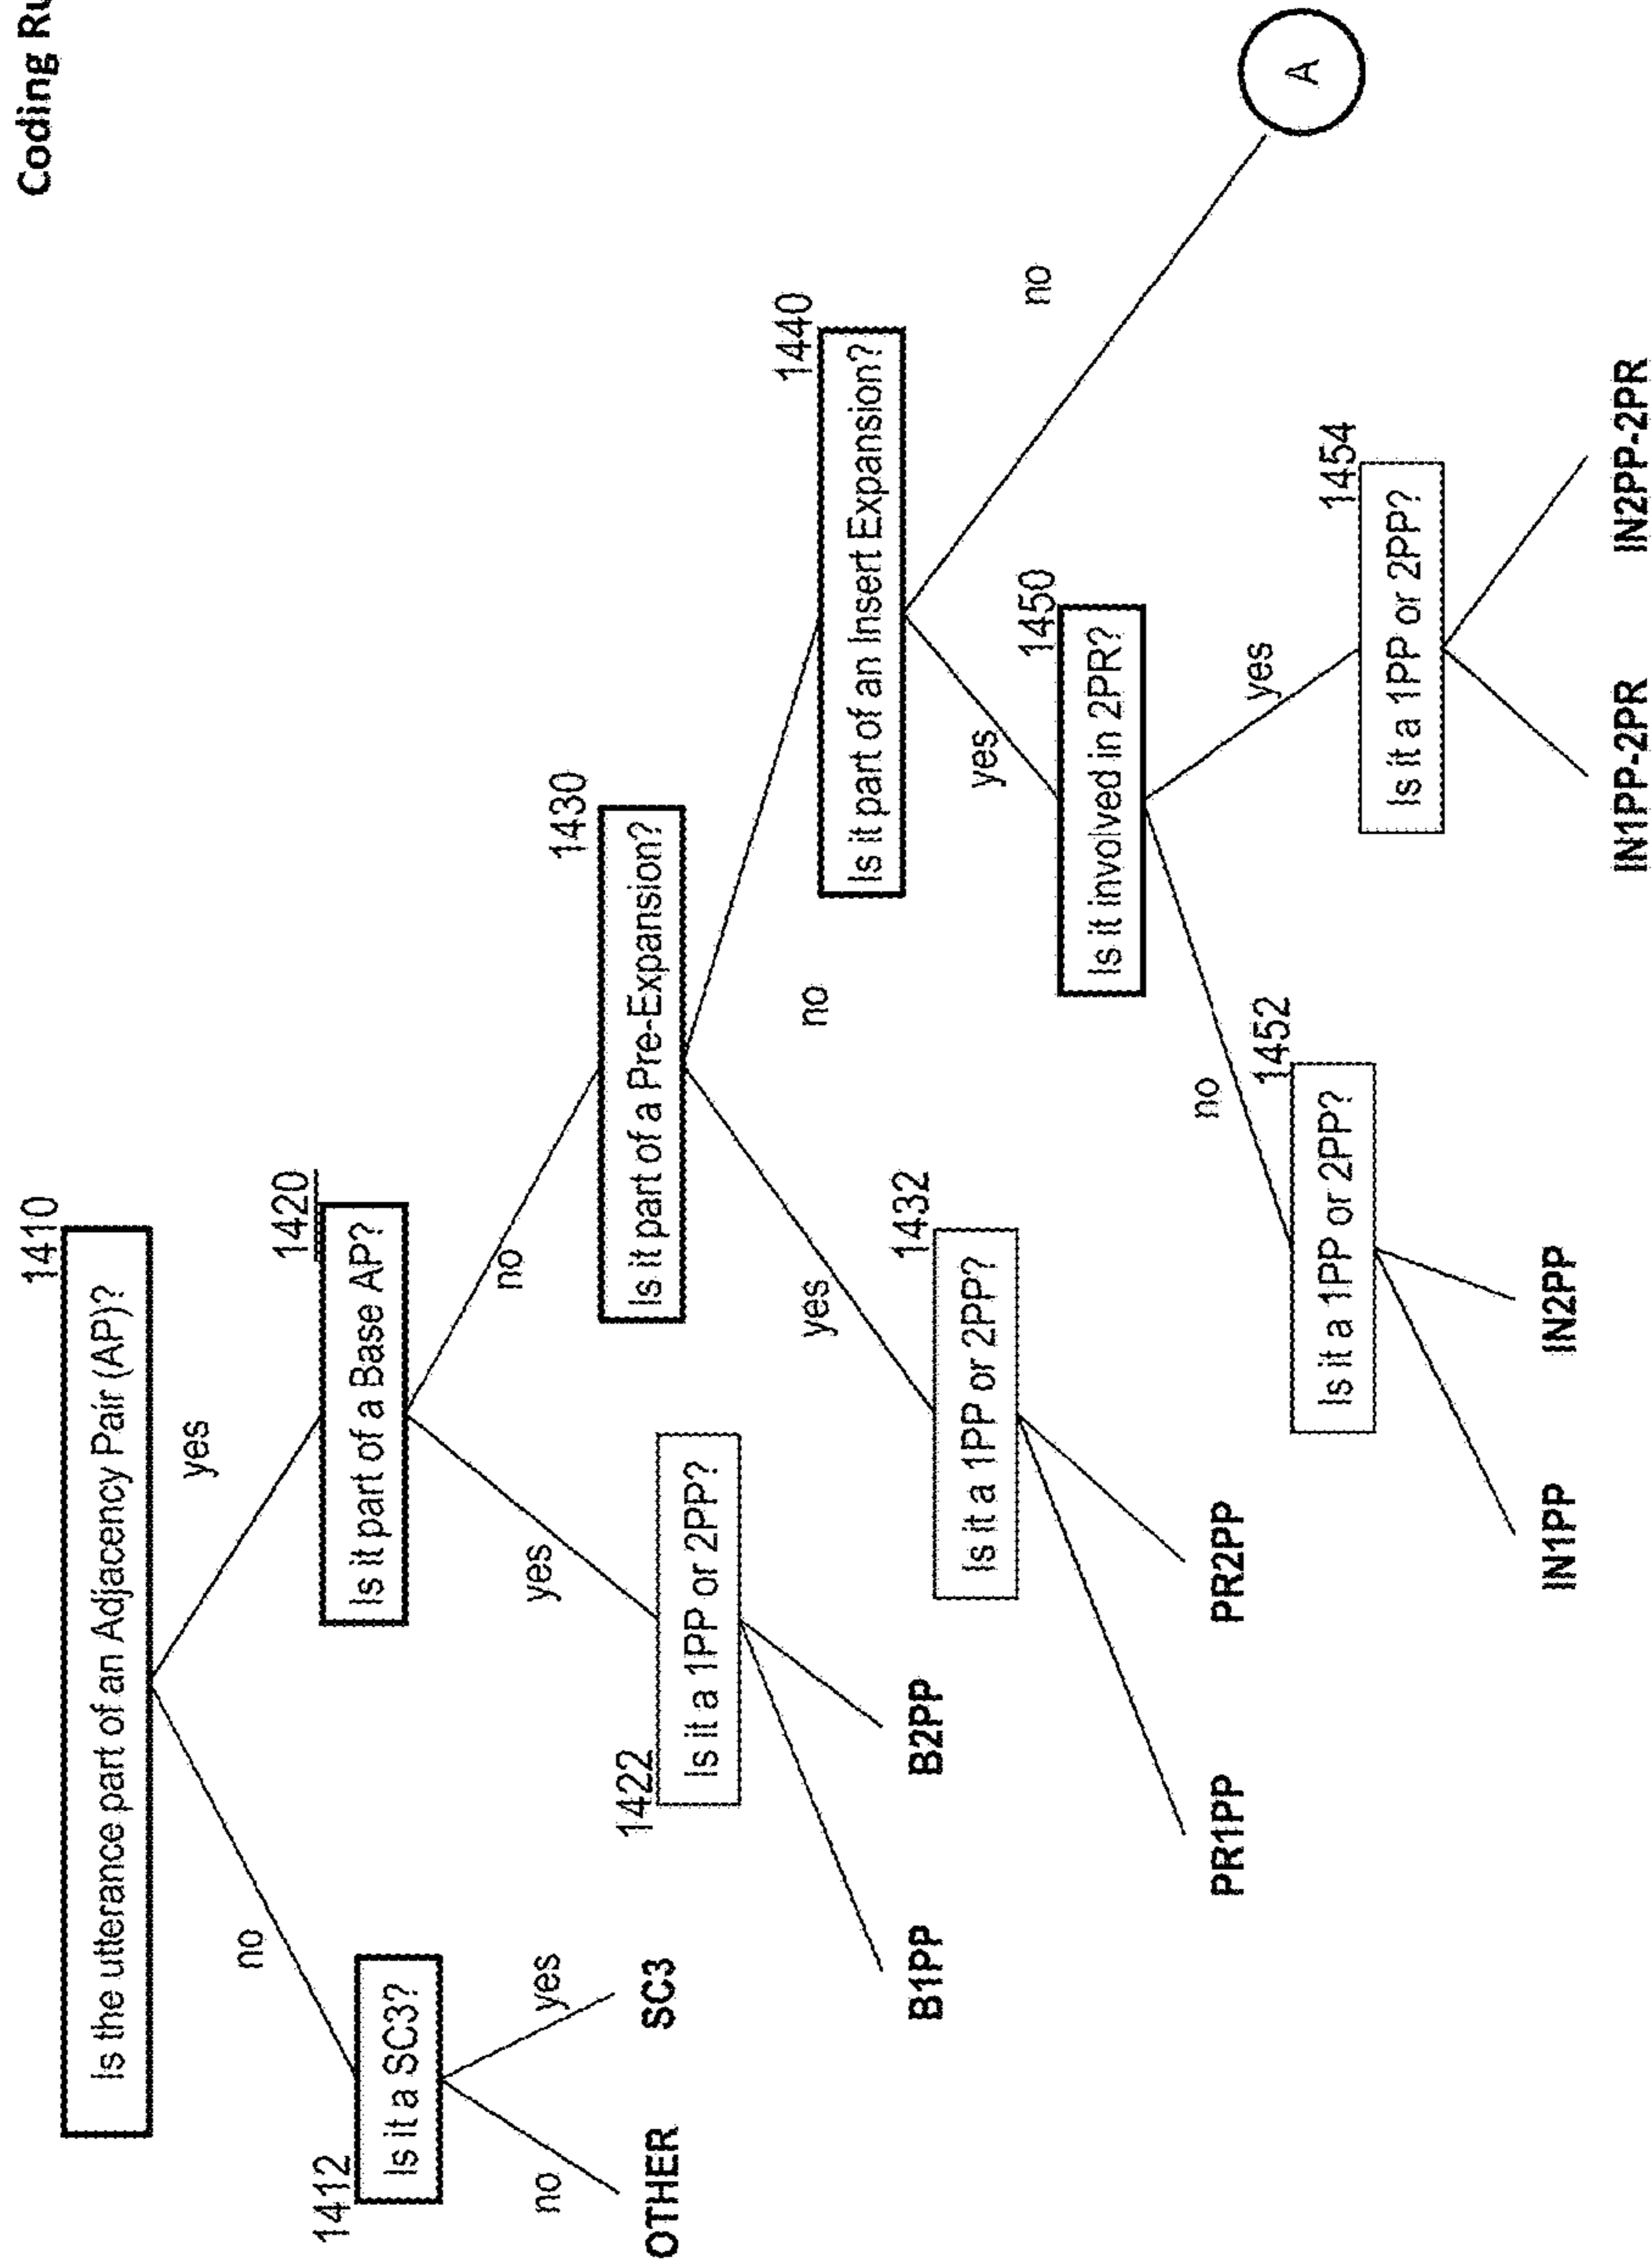 Coding Ru
1410
Is the utterance part of an Adjacency Pair (AP)?
no
yes
1412
Is it a SC3?
1420
Is it part of a Base AP?
no
yes
OTHER
SC3
yes
no
1422
Is it a 1PP or 2PP?
1430
Is it part of a Pre-Expansion?
B1PP
B2PP
yes
no
1432
Is it a 1PP or 2PP?
1440
Is it part of an Insert Expansion?
PR1PP
PR2PP
yes
no
1450
Is it involved in 2PR?
A
no
yes
1452
Is it a 1PP or 2PP?
1454
Is it a 1PP or 2PP?
IN1PP
IN2PP
IN1PP-2PR
IN2PP-2PR